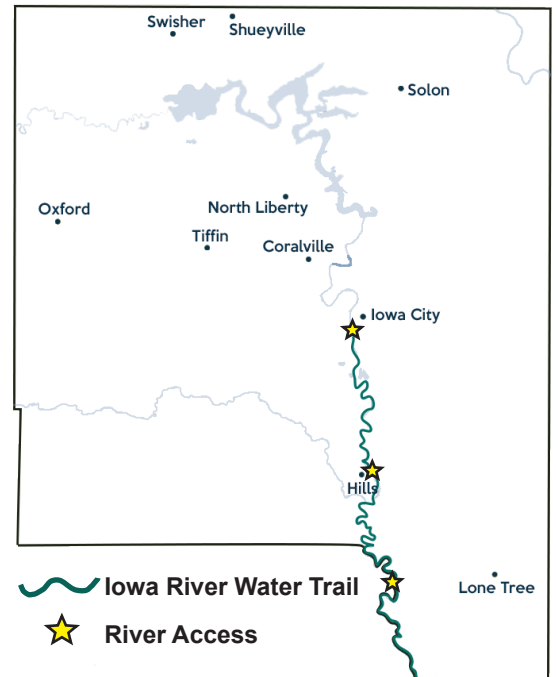 Swisher
Shueyville
Solon
North Liberty
Oxford
Tiffin
Coralville
Iowa City
Hills
Lone Tree
Iowa River Water Trail
River Access